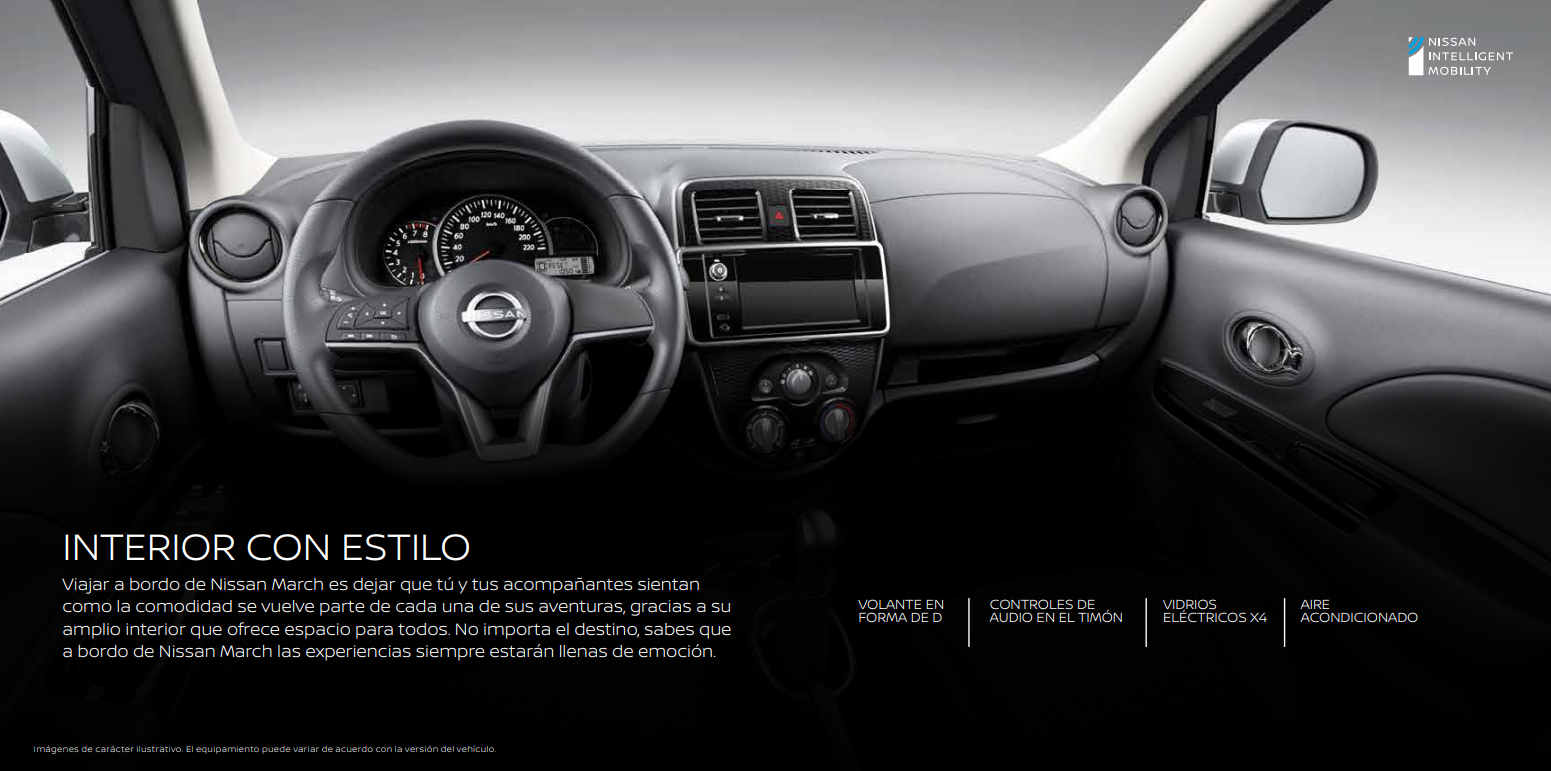 NISSAN
INTELLIGENT
MOBILITY
NISSAN
INTERIOR CON ESTILO
Viajar a bordo de Nissan March es dejar que tú y tus acompañantes sientan
como la comodidad se vuelve parte de cada una de sus aventuras, gracias a su
amplio interior que ofrece espacio para todos. No importa el destino, sabes que
a bordo de Nissan March las experiencias siempre estarán llenas de emoción.
VOLANTE EN
FORMA DE D
CONTROLES DE
AUDIO EN EL TIMÓN
VIDRIOS
ELÉCTRICOS X4
AIRE
ACONDICIONADO
Imágenes de carácter ilustrativo. El equipamiento puede variar de acuerdo con la versión del vehículo.